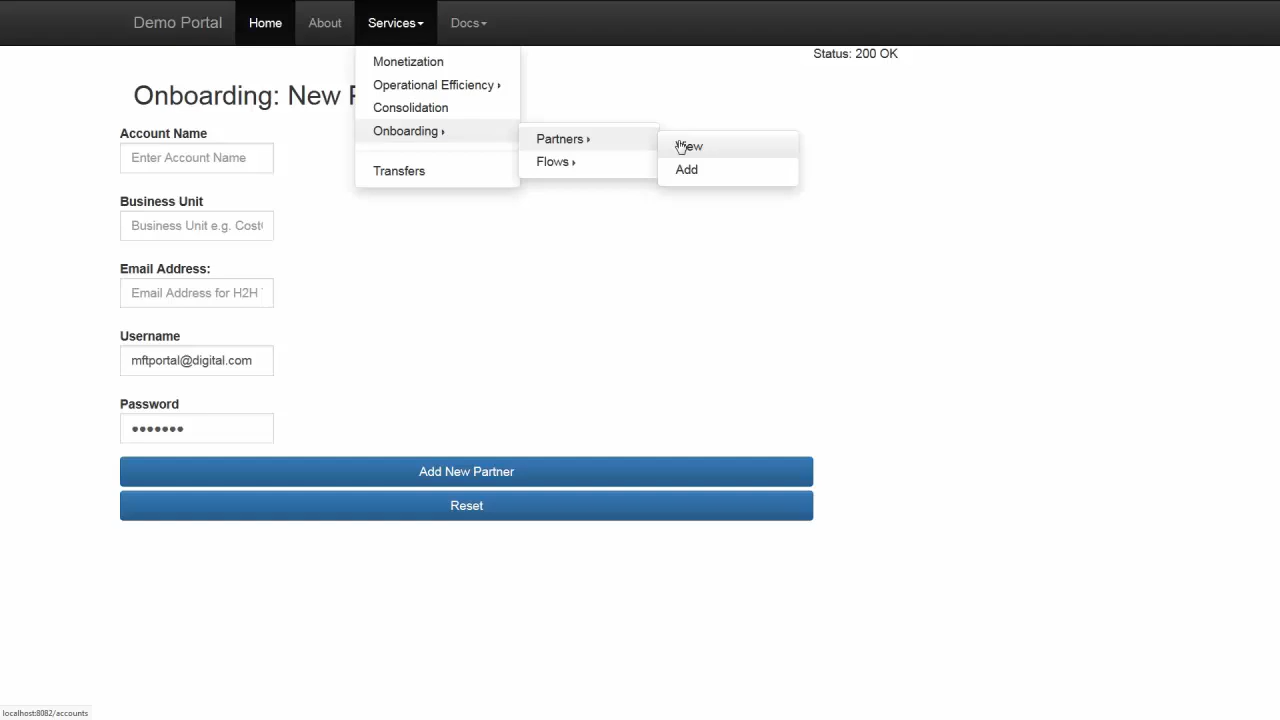 Demo Portal Home About Services Docs
Status: 200 OK
Monetization
Operational Efficiency
Consolidation
Onboarding
Transfers
Partners
Flows
Add
Onboarding: New
Account Name
Enter Account Name
Business Unit
Business Unit e.g. Cost
Email Address:
Email Address for H2H
Username
mftportal@digital.com
Password
•••••••
Add New Partner
Reset
localhost:8082/accounts